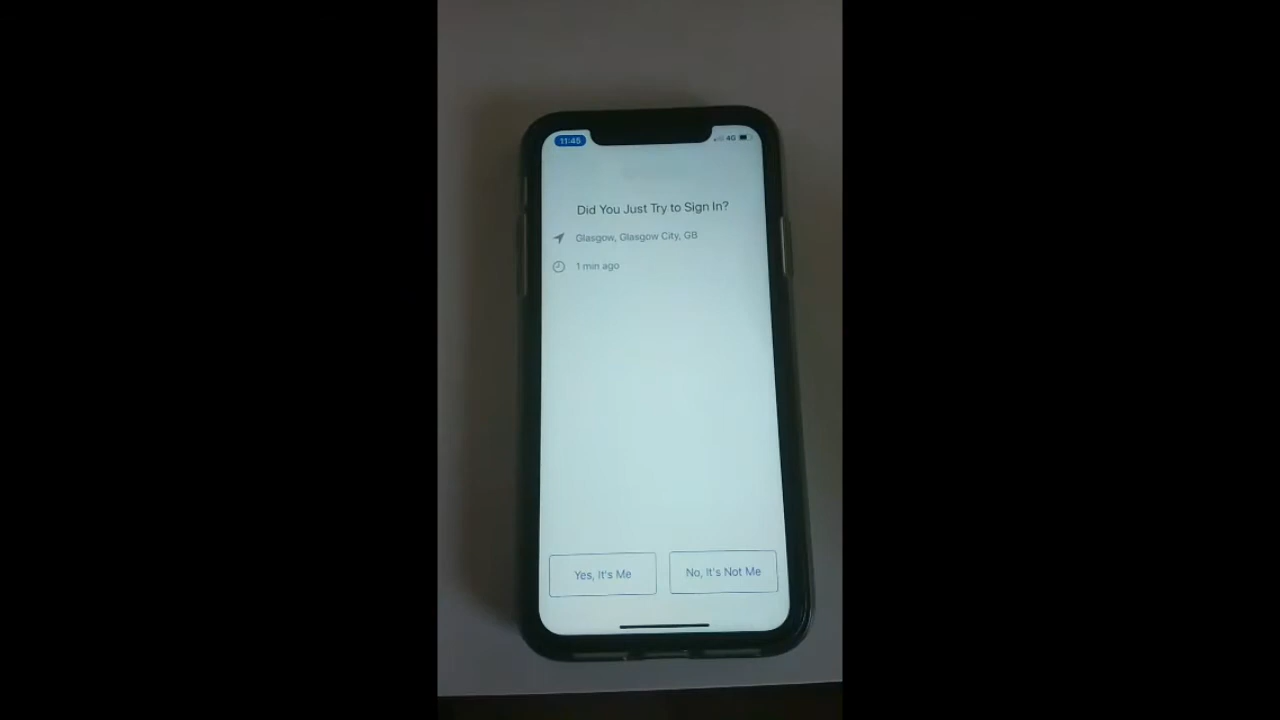 11:45
4G
Did You Just Try to Sign In?
Glasgow, Glasgow City, GB
1 min ago
Yes, It's Me
No, It's Not Me